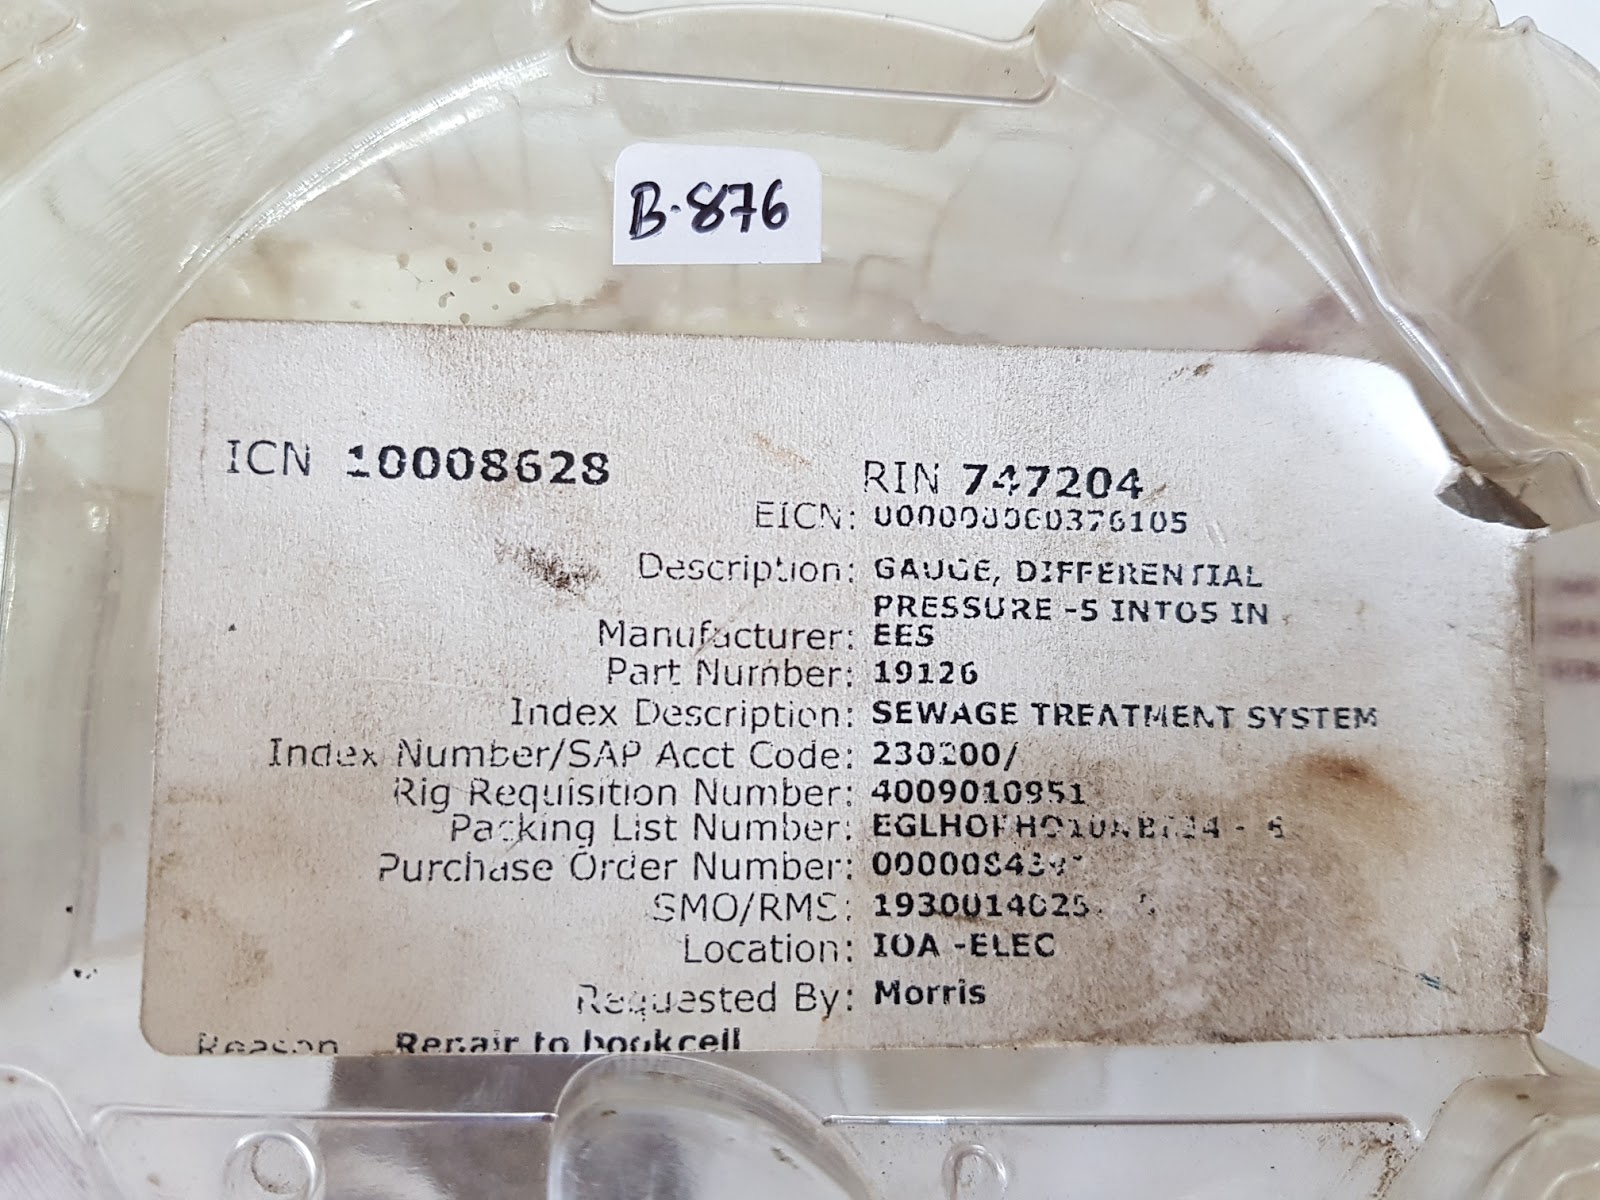 B-876
ICN 10008628
RIN 747204
EICN: 000000000376105
Description: GAUGE, DIFFERENTIAL
PRESSURE -5 INTO5 IN
Manufacturer: EES
Part Number: 19126
Index Description: SEWAGE TREATMENT SYSTEM
Index Number/SAP Acct Code: 230200/
Rig Requisition Number: 4009010951
Packing List Number:
Purchase Order Number:
SMO/RMS:
Location: IOA -ELEC
Requested By: Morris
Reason Repair to bookcell